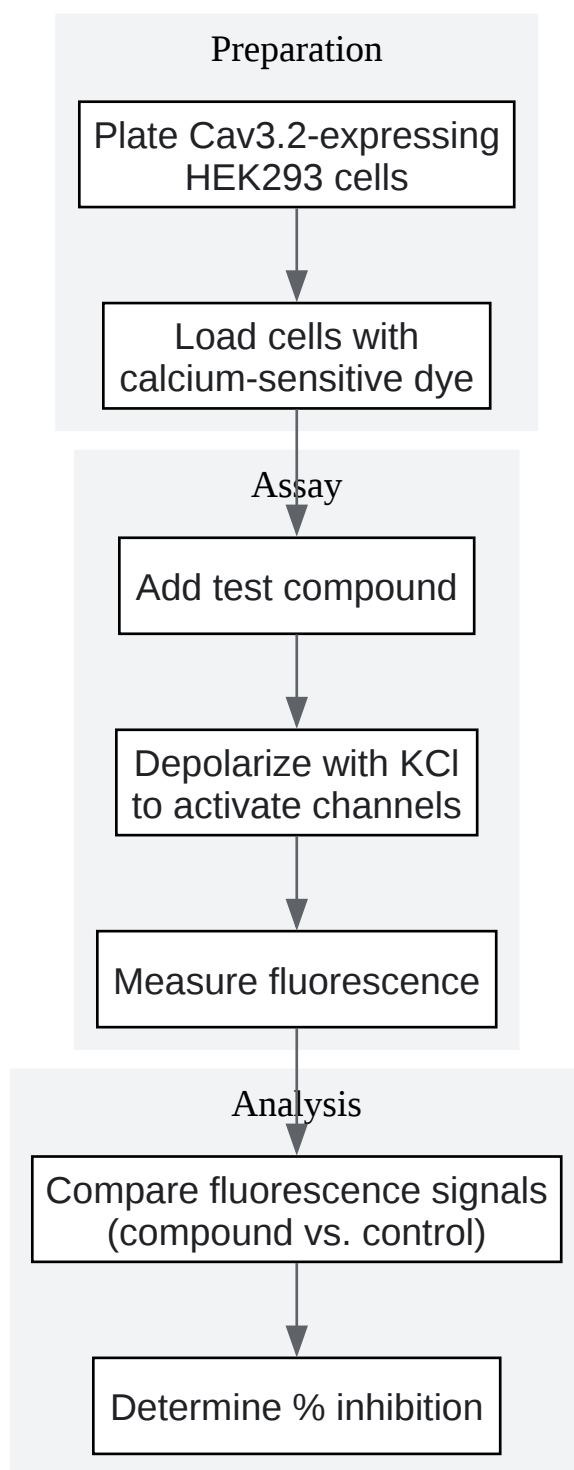 Preparation
Plate Cav3.2-expressing
HEK293 cells
Load cells with
calcium-sensitive dye
Assay
Add test compound
Depolarize with KCl
to activate channels
Measure fluorescence
Analysis
Compare fluorescence signals
(compound vs. control)
Determine % inhibition